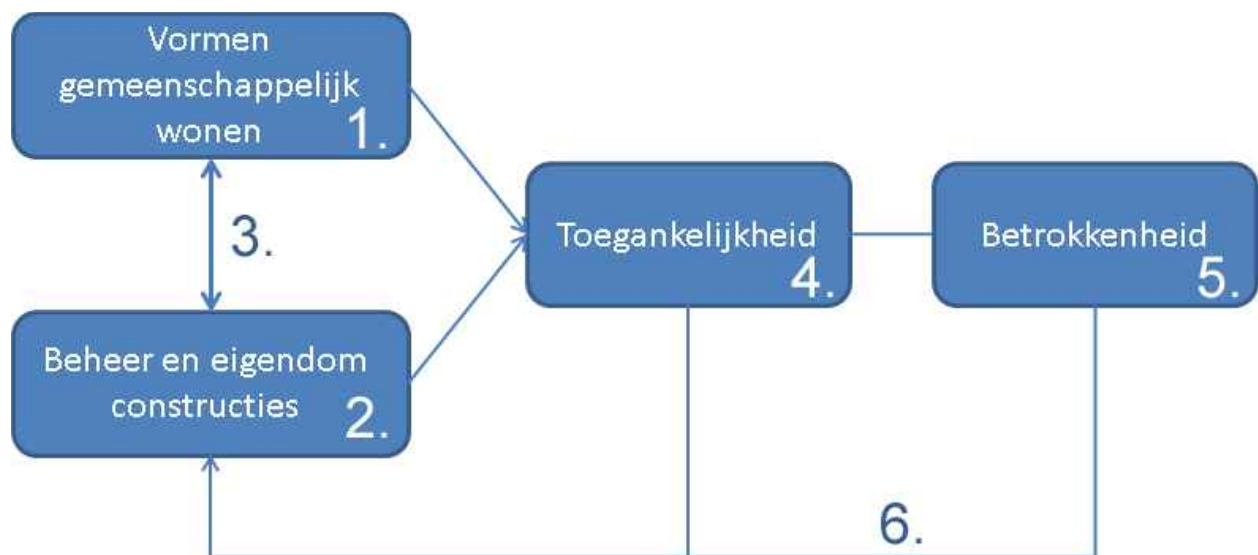 Vormen
gemeenschappelijk
wonen
1.
3.
Beheer en eigendom
constructies
2.
Toegankelijkheid
4.
Betrokkenheid
5.
6.